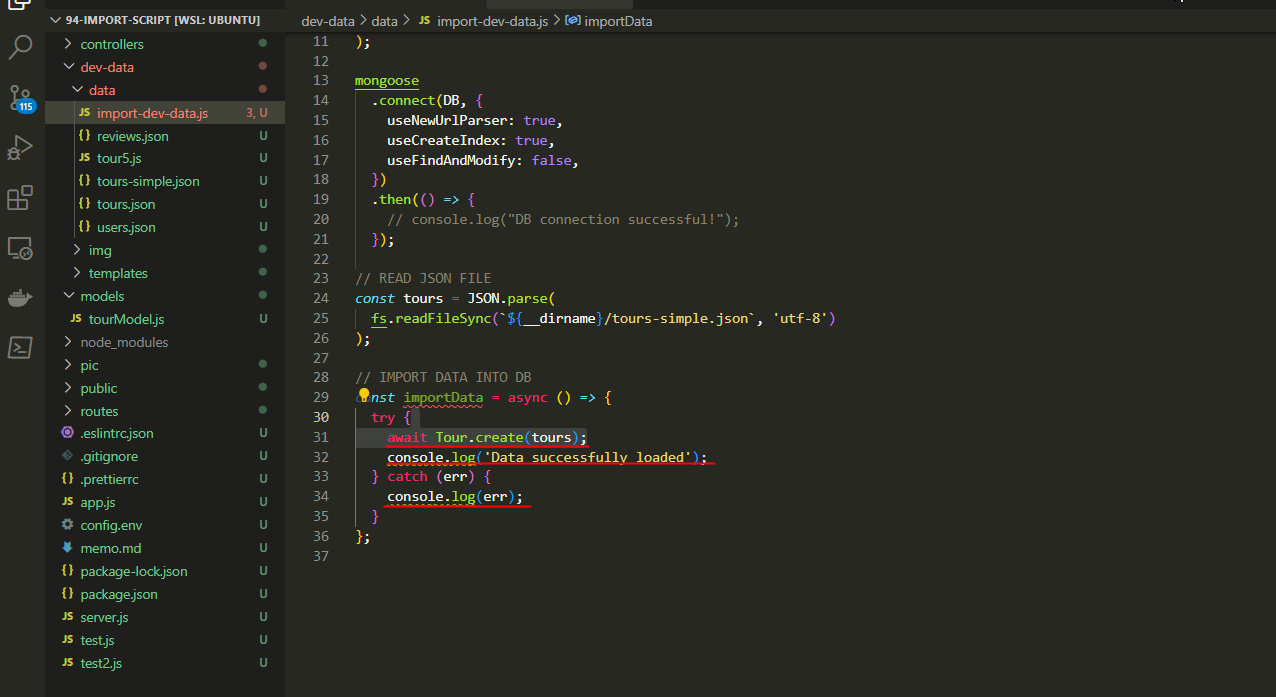 94-IMPORT-SCRIPT [WSL: UBUNTU]
controllers
dev-data
data
JS import-dev-data.js 3, U
{} reviews.json U
JS tour5.js U
{} tours-simple.json U
{} tours.json U
{} users.json U
img
templates
models
JS tourModel.js U
node_modules
pic
public
routes
.eslintrc.json U
.gitignore U
{} .prettierrc U
JS app.js U
config.env U
memo.md U
{} package-lock.json U
{} package.json U
JS server.js U
JS test.js U
JS test2.js U
115
dev-data > data > JS import-dev-data.js > importData
11 );
12
13 mongoose
14 .connect(DB, {
15 useNewUrlParser: true,
16 useCreateIndex: true,
17 useFindAndModify: false,
18 })
19 .then(() => {
20 // console.log("DB connection successful!");
21 });
22
23 // READ JSON FILE
24 const tours = JSON.parse(
25 fs.readFileSync(`${__dirname}/tours-simple.json`, 'utf-8')
26 );
27
28 // IMPORT DATA INTO DB
29 const importData = async () => {
30 try {
31 await Tour.create(tours);
32 console.log('Data successfully loaded');
33 } catch (err) {
34 console.log(err);
35 }
36 };
37